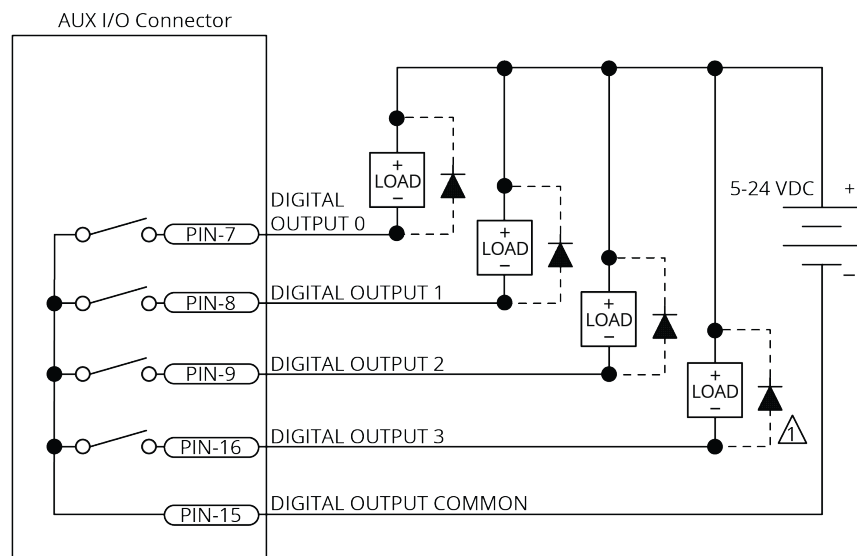 AUX I/O Connector
+
LOAD
−
5-24 VDC
+
−
DIGITAL
OUTPUT 0
PIN-7
+
LOAD
−
DIGITAL OUTPUT 1
PIN-8
+
LOAD
−
DIGITAL OUTPUT 2
PIN-9
+
LOAD
−
1
DIGITAL OUTPUT 3
PIN-16
DIGITAL OUTPUT COMMON
PIN-15